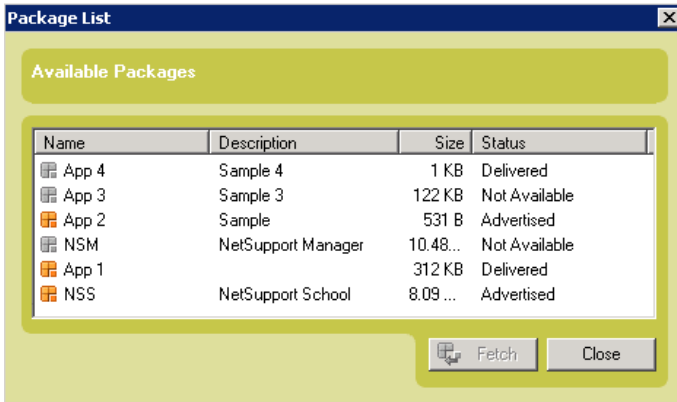 Package List
Available Packages
Name Description Size Status
App 4 Sample 4 1 KB Delivered
App 3 Sample 3 122 KB Not Available
App 2 Sample 531 B Advertised
NSM NetSupport Manager 10.48... Not Available
App 1 312 KB Delivered
NSS NetSupport School 8.09 ... Advertised
Fetch Close